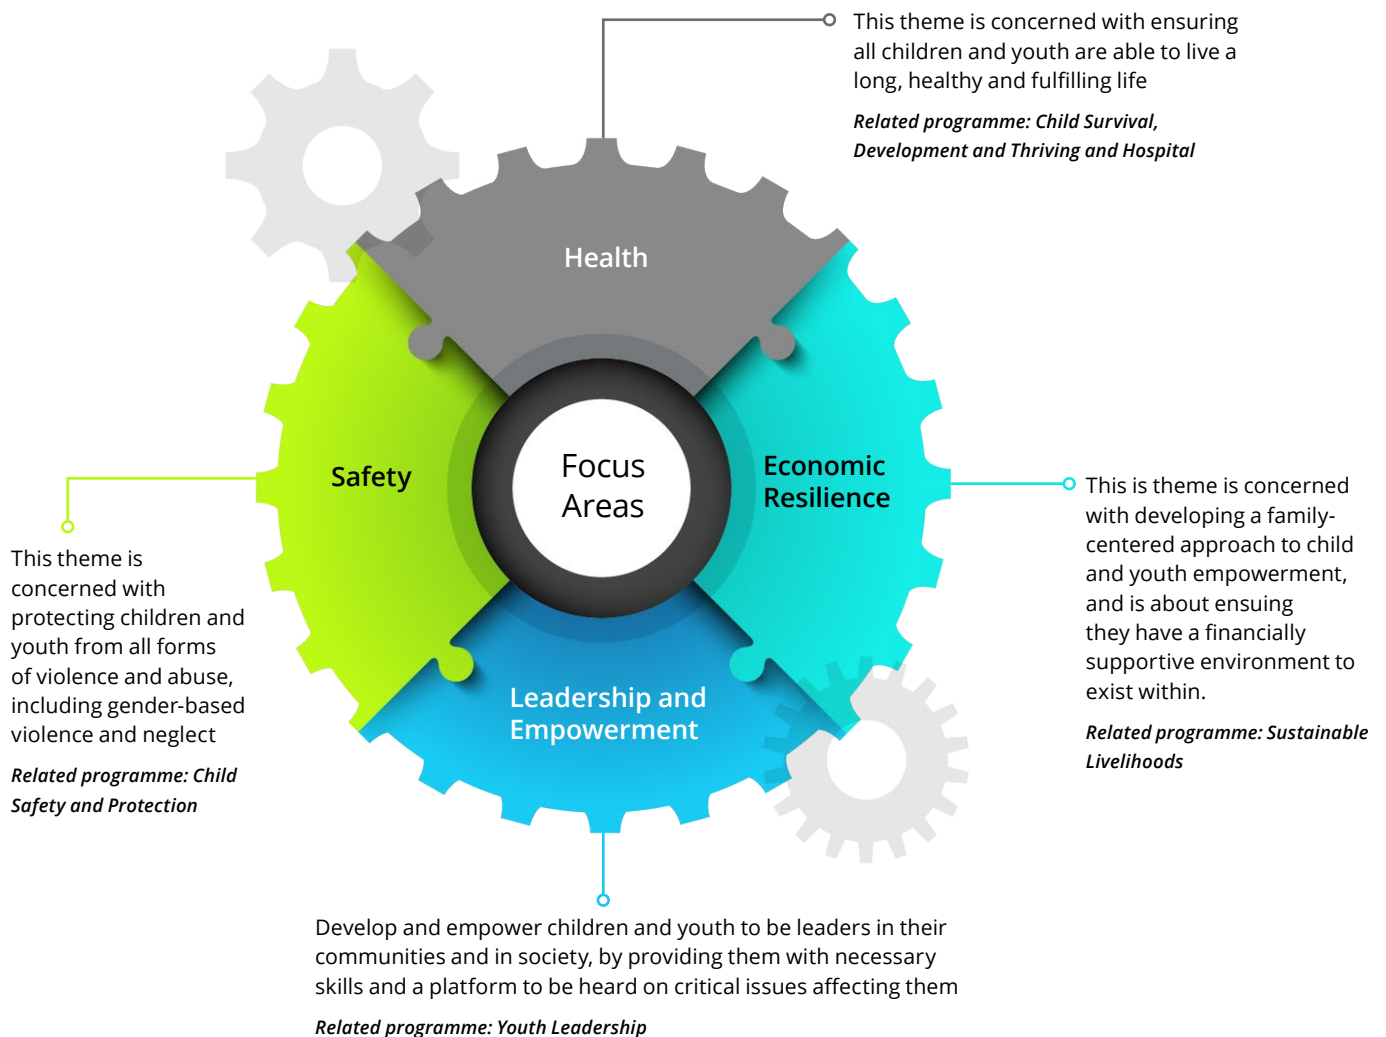 This theme is concerned with ensuring
all children and youth are able to live a
long, healthy and fulfilling life
Related programme: Child Survival,
Development and Thriving and Hospital
Health
Safety
Focus
Areas
Economic
Resilience
This theme is
concerned with
protecting children and
youth from all forms
of violence and abuse,
including gender-based
violence and neglect
Related programme: Child
Safety and Protection
This is theme is concerned
with developing a family-
centered approach to child
and youth empowerment,
and is about ensuing
they have a financially
supportive environment to
exist within.
Related programme: Sustainable
Livelihoods
Leadership and
Empowerment
Develop and empower children and youth to be leaders in their
communities and in society, by providing them with necessary
skills and a platform to be heard on critical issues affecting them
Related programme: Youth Leadership